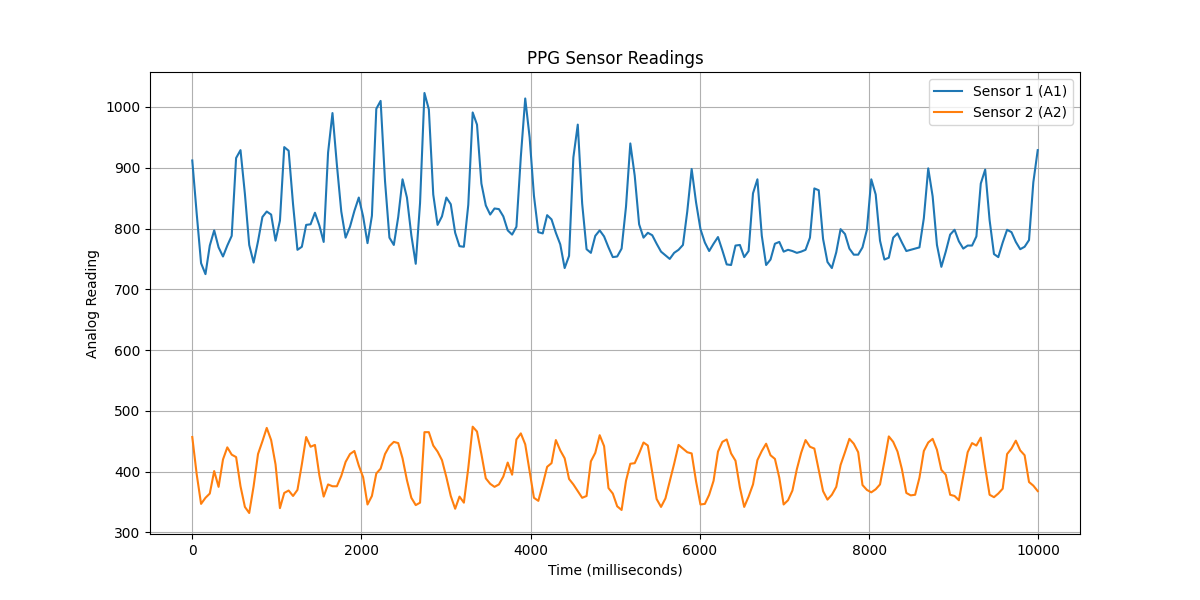 PPG Sensor Readings
Sensor 1 (A1)
Sensor 2 (A2)
Analog Reading
1000
900
800
700
600
500
400
300
0 2000 4000 6000 8000 10000
Time (milliseconds)